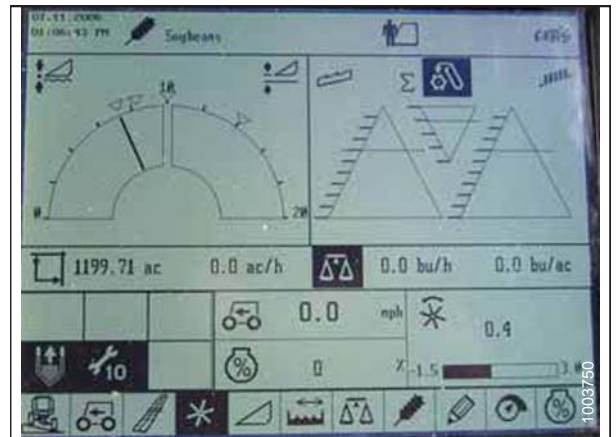 07.11.2006
01:06:43 PM
Soybeans
10
Σ
0
20
1199.71 ac
0.0 ac/h
0.0 bu/h
0.0 bu/ac
0.0 mph
0.4
10
%
0 %
-1.5
%
1003750